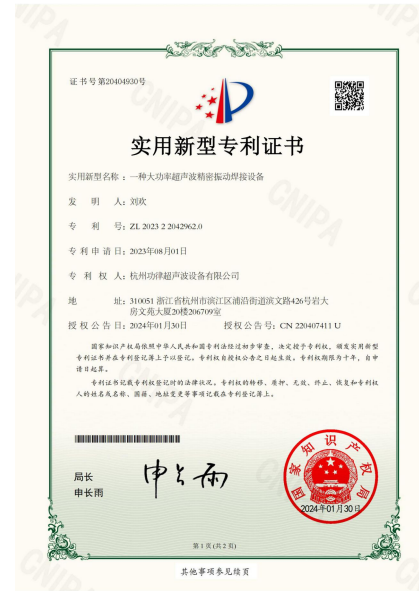 证书号第20404930号
实用新型专利证书
实用新型名称：一种大功率超声波精密振动焊接设备
发明人：刘欢
专利号：ZL 2023 2 2042962.0
专利申请日：2023年08月01日
专利权人：杭州功律超声波设备有限公司
地址：310051 浙江省杭州市滨江区浦沿街道滨文路426号岩大
房文苑大厦20楼206709室
授权公告日：2024年01月30日 授权公告号：CN 220407411 U
国家知识产权局依照中华人民共和国专利法经过初步审查，决定授予专利权，颁发实用新型
专利证书并在专利登记簿上予以登记。专利权自授权公告之日起生效。专利权期限为十年，自申
请日起算。
专利证书记载专利权登记时的法律状况。专利权的转移、质押、无效、终止、恢复和专利权
人的姓名或名称、国籍、地址变更等事项记载在专利登记簿上。
局长
申长雨
申长雨
国家知识产权局
2024年01月30日
第 1 页 (共 2 页)
其他事项参见续页
CNIPA